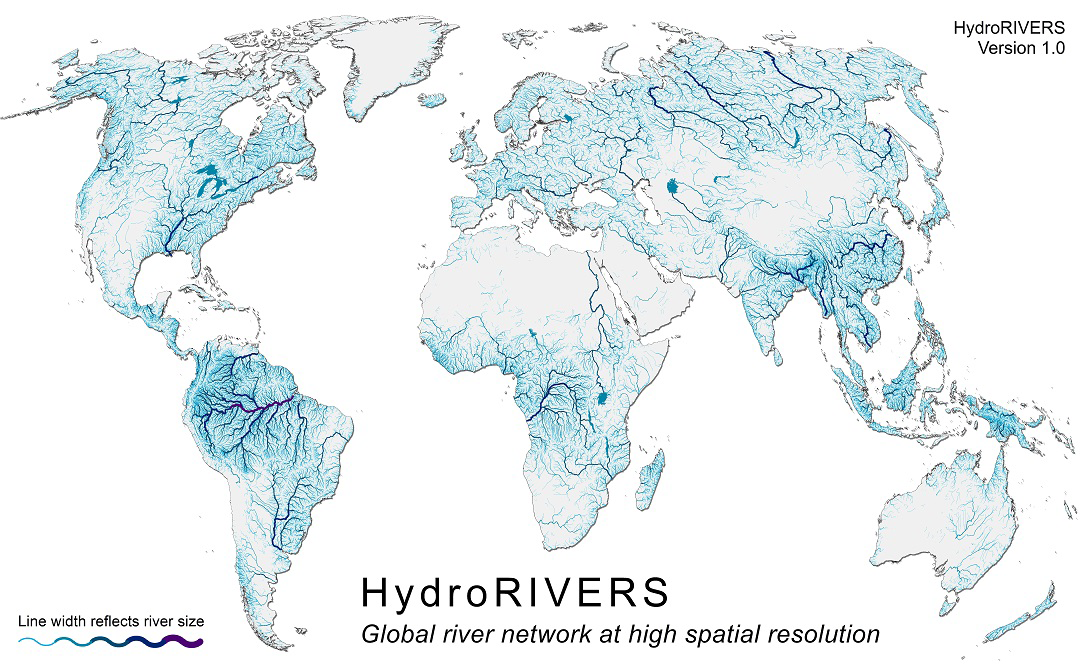 HydroRIVERS
Version 1.0
HydroRIVERS
Global river network at high spatial resolution
Line width reflects river size